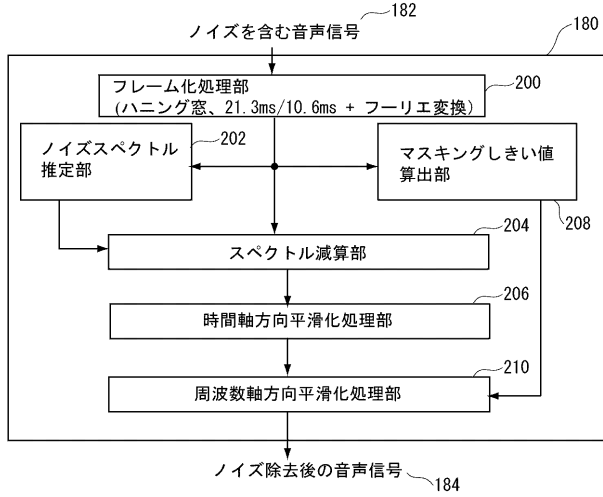 ノイズを含む音声信号
182
180
フレーム化処理部
(ハニング窓、21.3ms/10.6ms + フーリエ変換)
200
ノイズスペクトル
推定部
202
マスキングしきい値
算出部
208
204
スペクトル減算部
206
時間軸方向平滑化処理部
210
周波数軸方向平滑化処理部
ノイズ除去後の音声信号
184